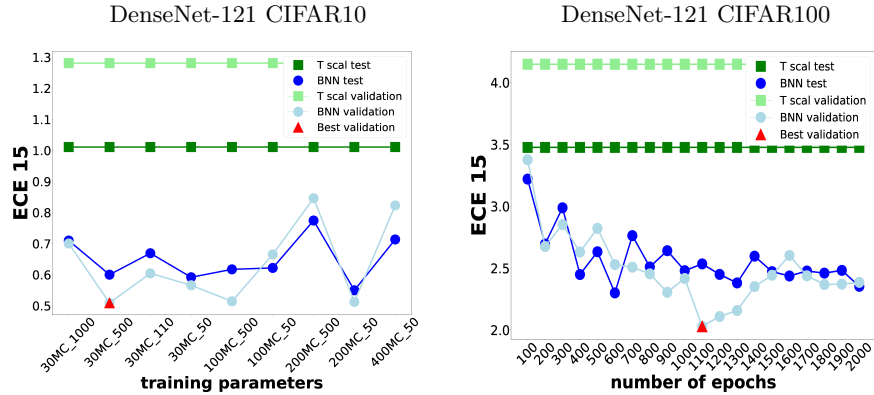 DenseNet-121 CIFAR10
1.3
1.2
1.1
1.0
0.9
0.8
0.7
0.6
0.5
ECE 15
T scal test
BNN test
T scal validation
BNN validation
Best validation
30MC_1000
30MC_500
30MC_110
30MC_50
100MC_500
100MC_50
200MC_500
200MC_50
400MC_50
training parameters
DenseNet-121 CIFAR100
4.0
3.5
3.0
2.5
2.0
ECE 15
T scal test
BNN test
T scal validation
BNN validation
Best validation
100
200
300
400
500
600
700
800
900
1000
1100
1200
1300
1400
1500
1600
1700
1800
1900
2000
number of epochs